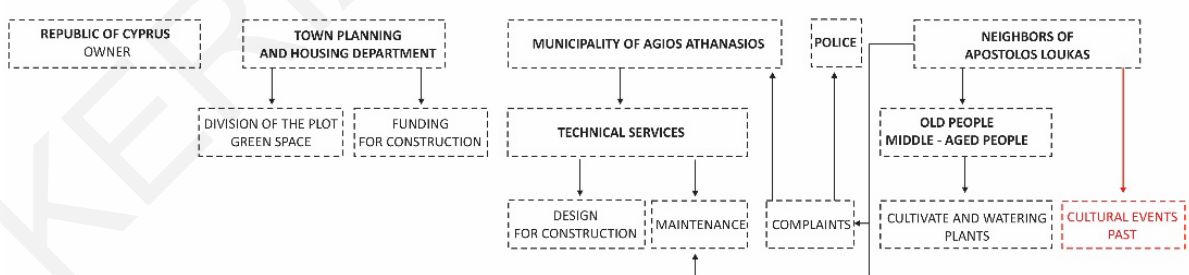 REPUBLIC OF CYPRUS
OWNER
TOWN PLANNING
AND HOUSING DEPARTMENT
MUNICIPALITY OF AGIOS ATHANASIOS
POLICE
NEIGHBORS OF
APOSTOLOS LOUKAS
DIVISION OF THE PLOT
GREEN SPACE
FUNDING
FOR CONSTRUCTION
TECHNICAL SERVICES
OLD PEOPLE
MIDDLE - AGED PEOPLE
DESIGN
FOR CONSTRUCTION
MAINTENANCE
COMPLAINTS
CULTIVATE AND WATERING
PLANTS
CULTURAL EVENTS
PAST